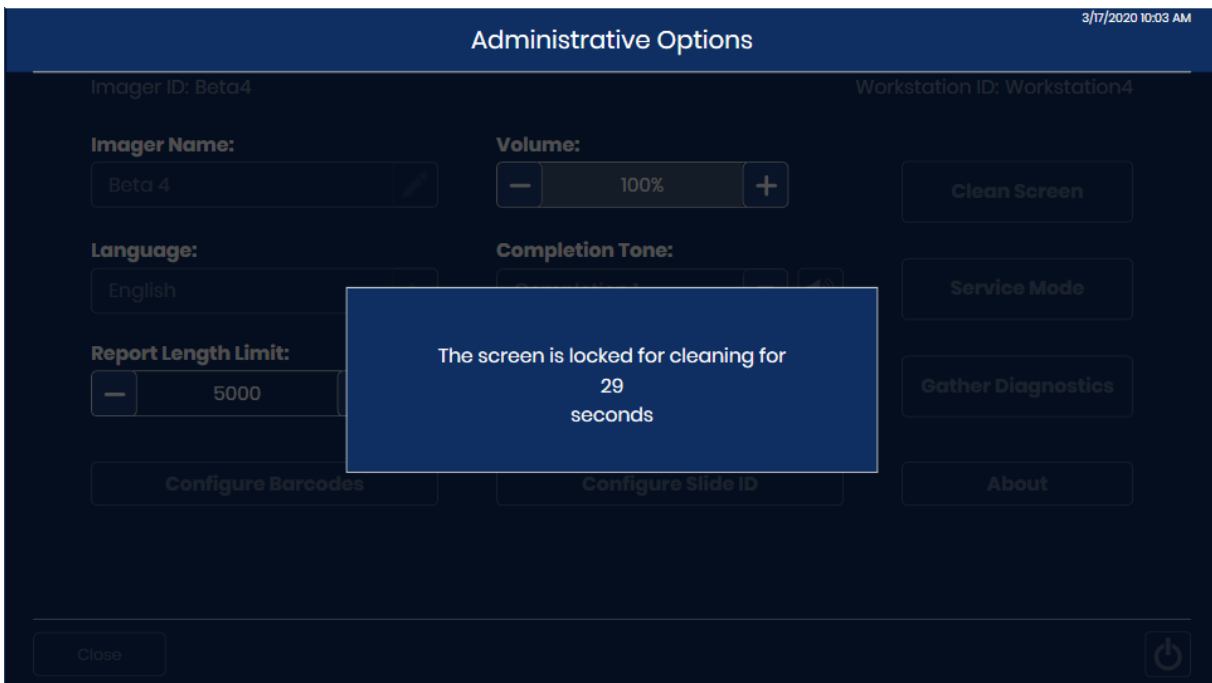 3/17/2020 10:03 AM
Administrative Options
Imager ID: Beta4
Workstation ID: Workstation4
Imager Name:
Volume:
Beta 4
100%
Clean Screen
Language:
Completion Tone:
English
Service Mode
Report Length Limit:
The screen is locked for cleaning for
29
seconds
5000
Gather Diagnostics
Configure Barcodes
Configure Slide ID
About
Close